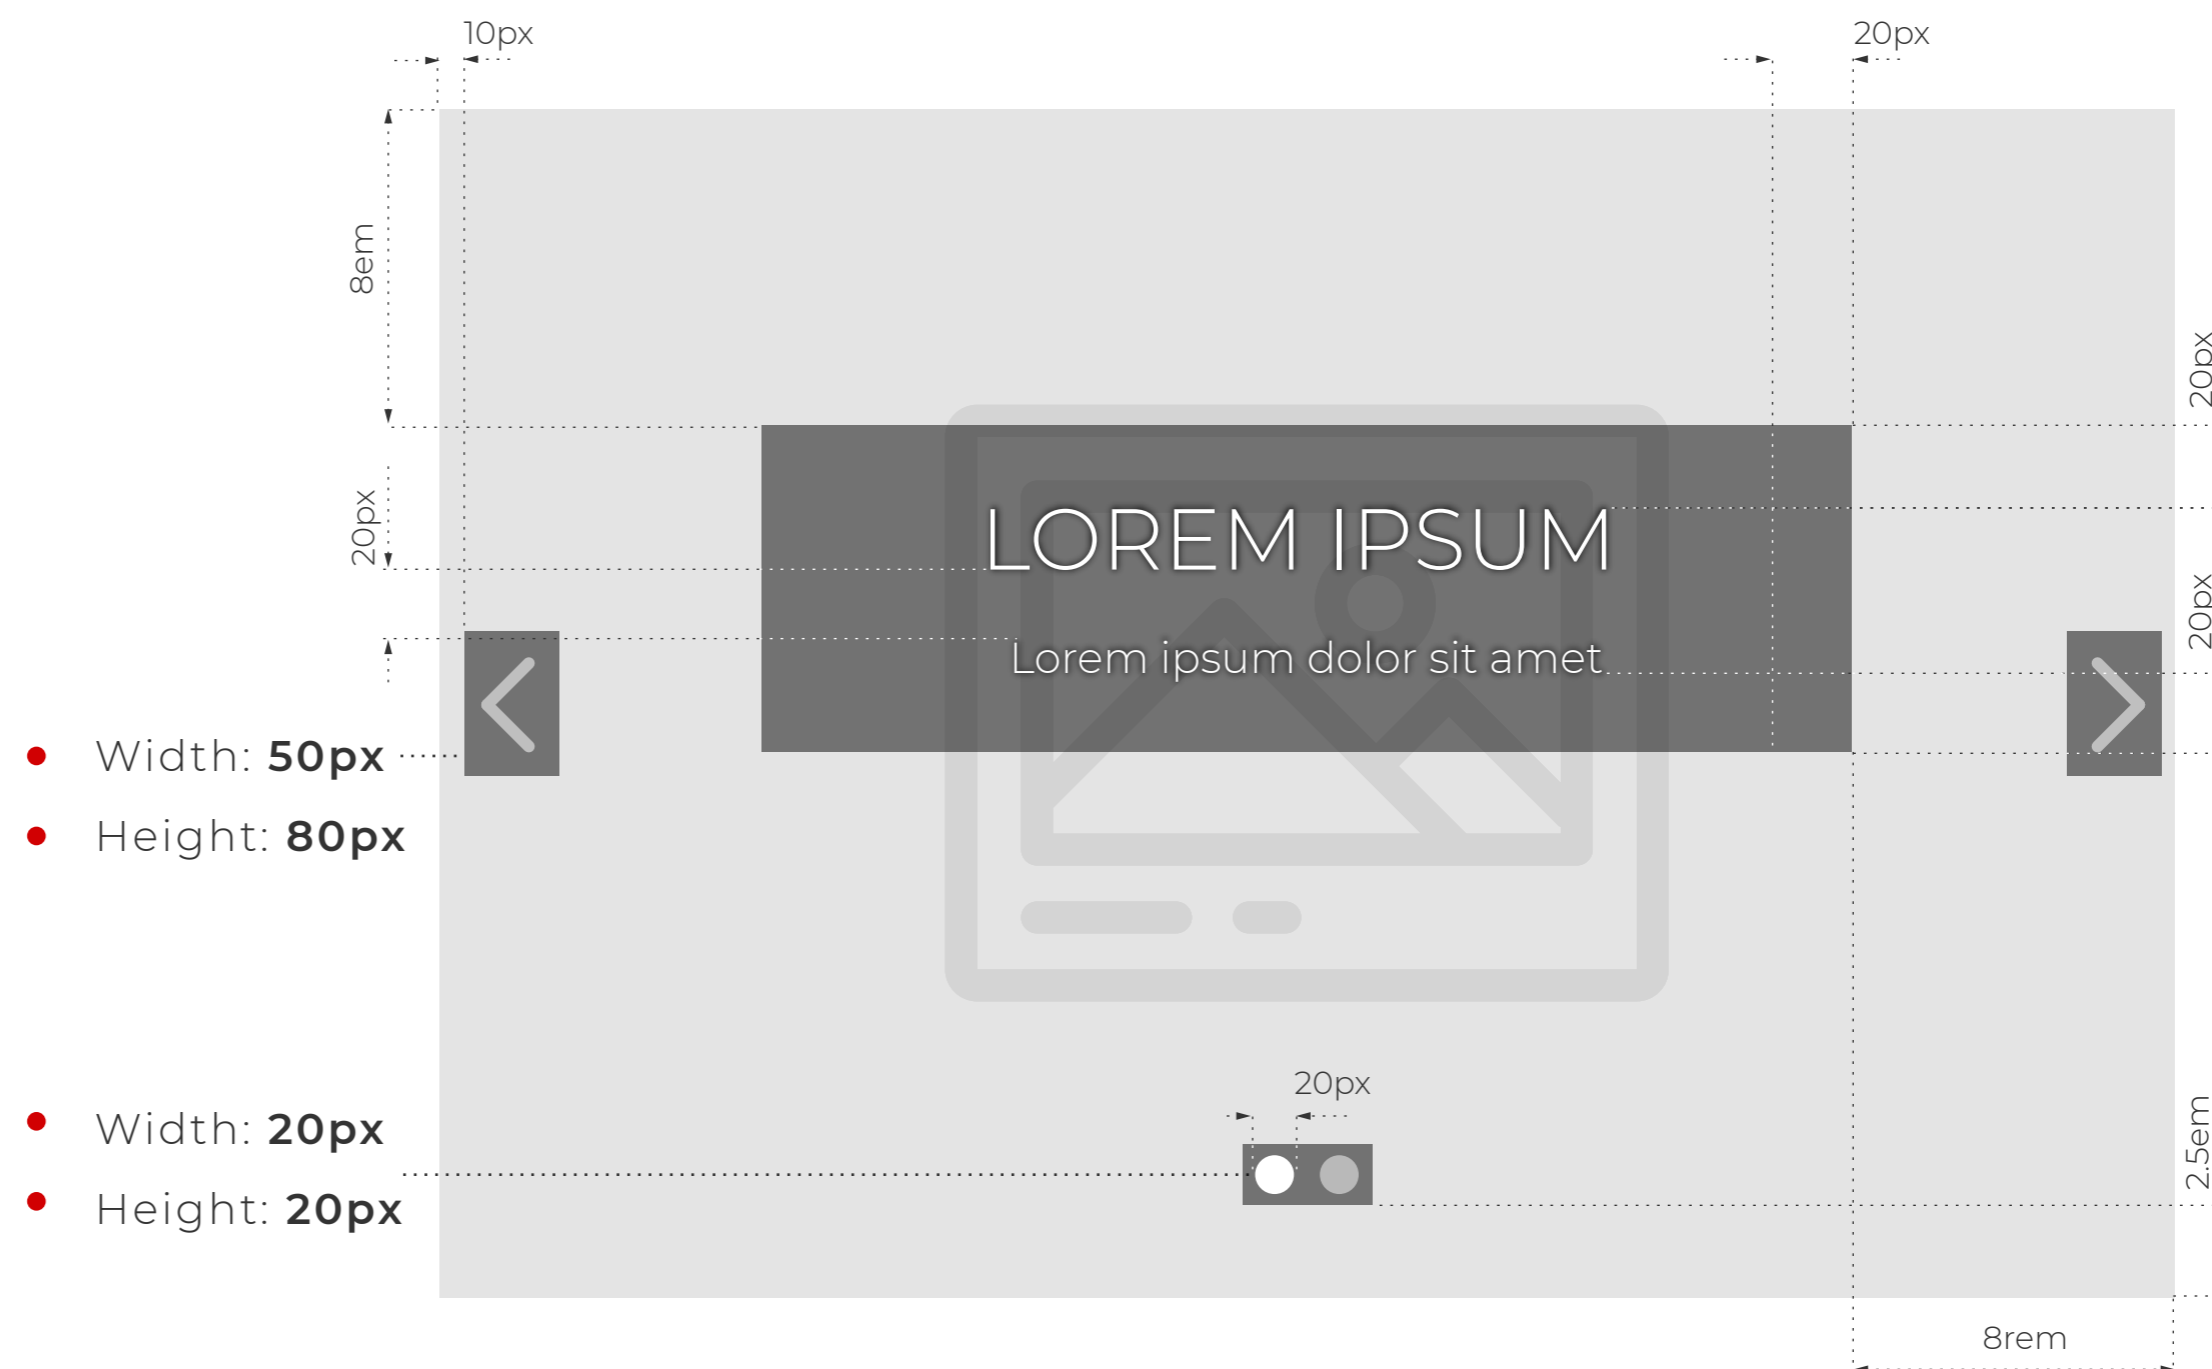 10px
20px
8em
20px
20px
LOREM IPSUM
20px
Lorem ipsum dolor sit amet
Width: 50px
Height: 80px
20px
Width: 20px
2.5em
Height: 20px
8rem